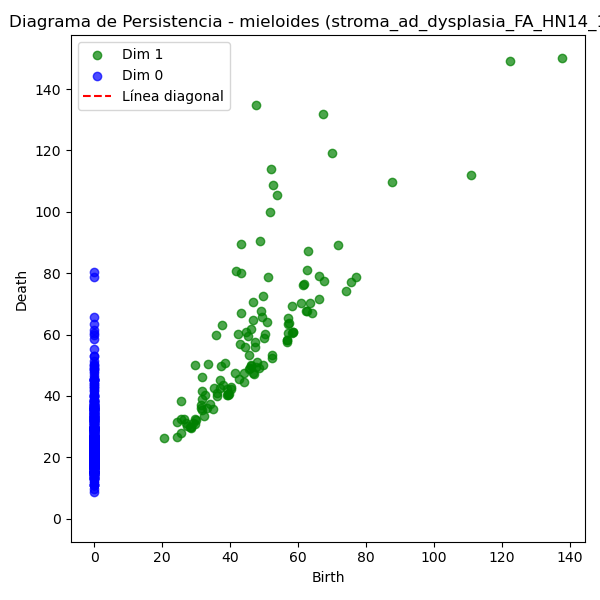 Diagrama de Persistencia - mieloides (stroma_ad_dysplasia_FA_HN14_1
Dim 1
Dim 0
Línea diagonal
Death
140
120
100
80
60
40
20
0
0 20 40 60 80 100 120 140
Birth